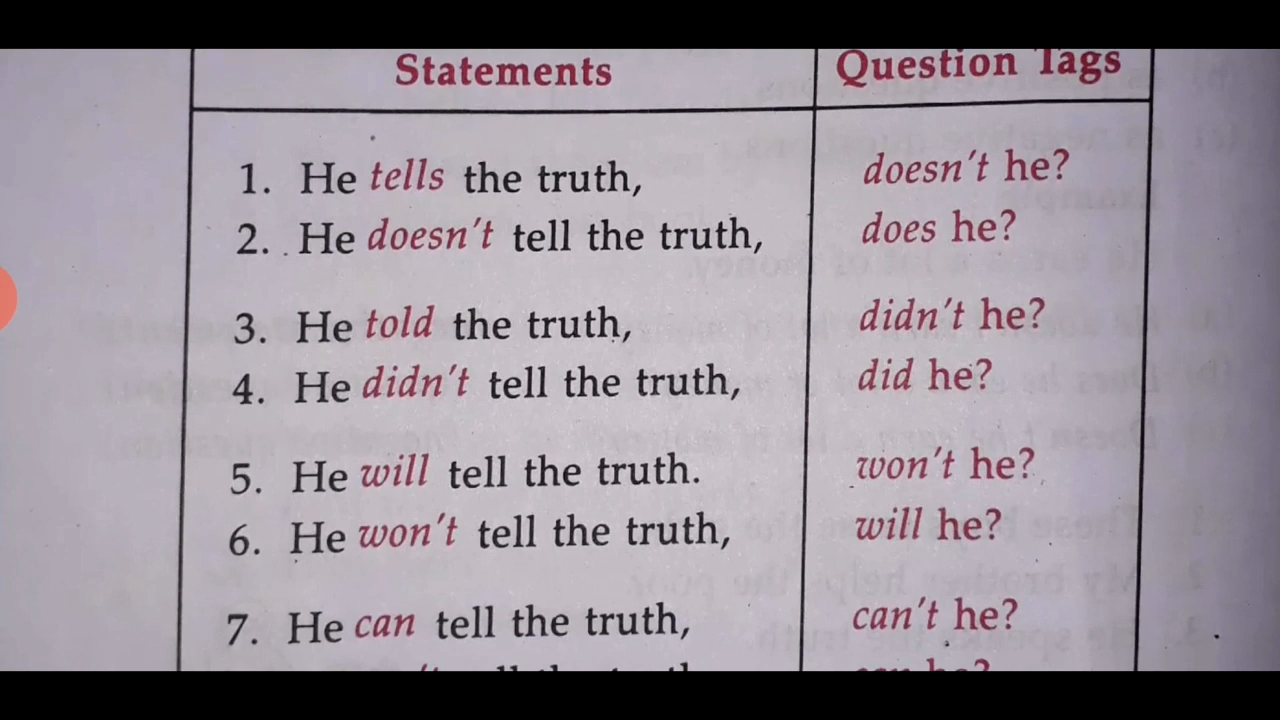 Statements Question Tags
1. He tells the truth, doesn't he?
2. He doesn't tell the truth, does he?
3. He told the truth, didn't he?
4. He didn't tell the truth, did he?
5. He will tell the truth. won't he?
6. He won't tell the truth, will he?
7. He can tell the truth, can't he?